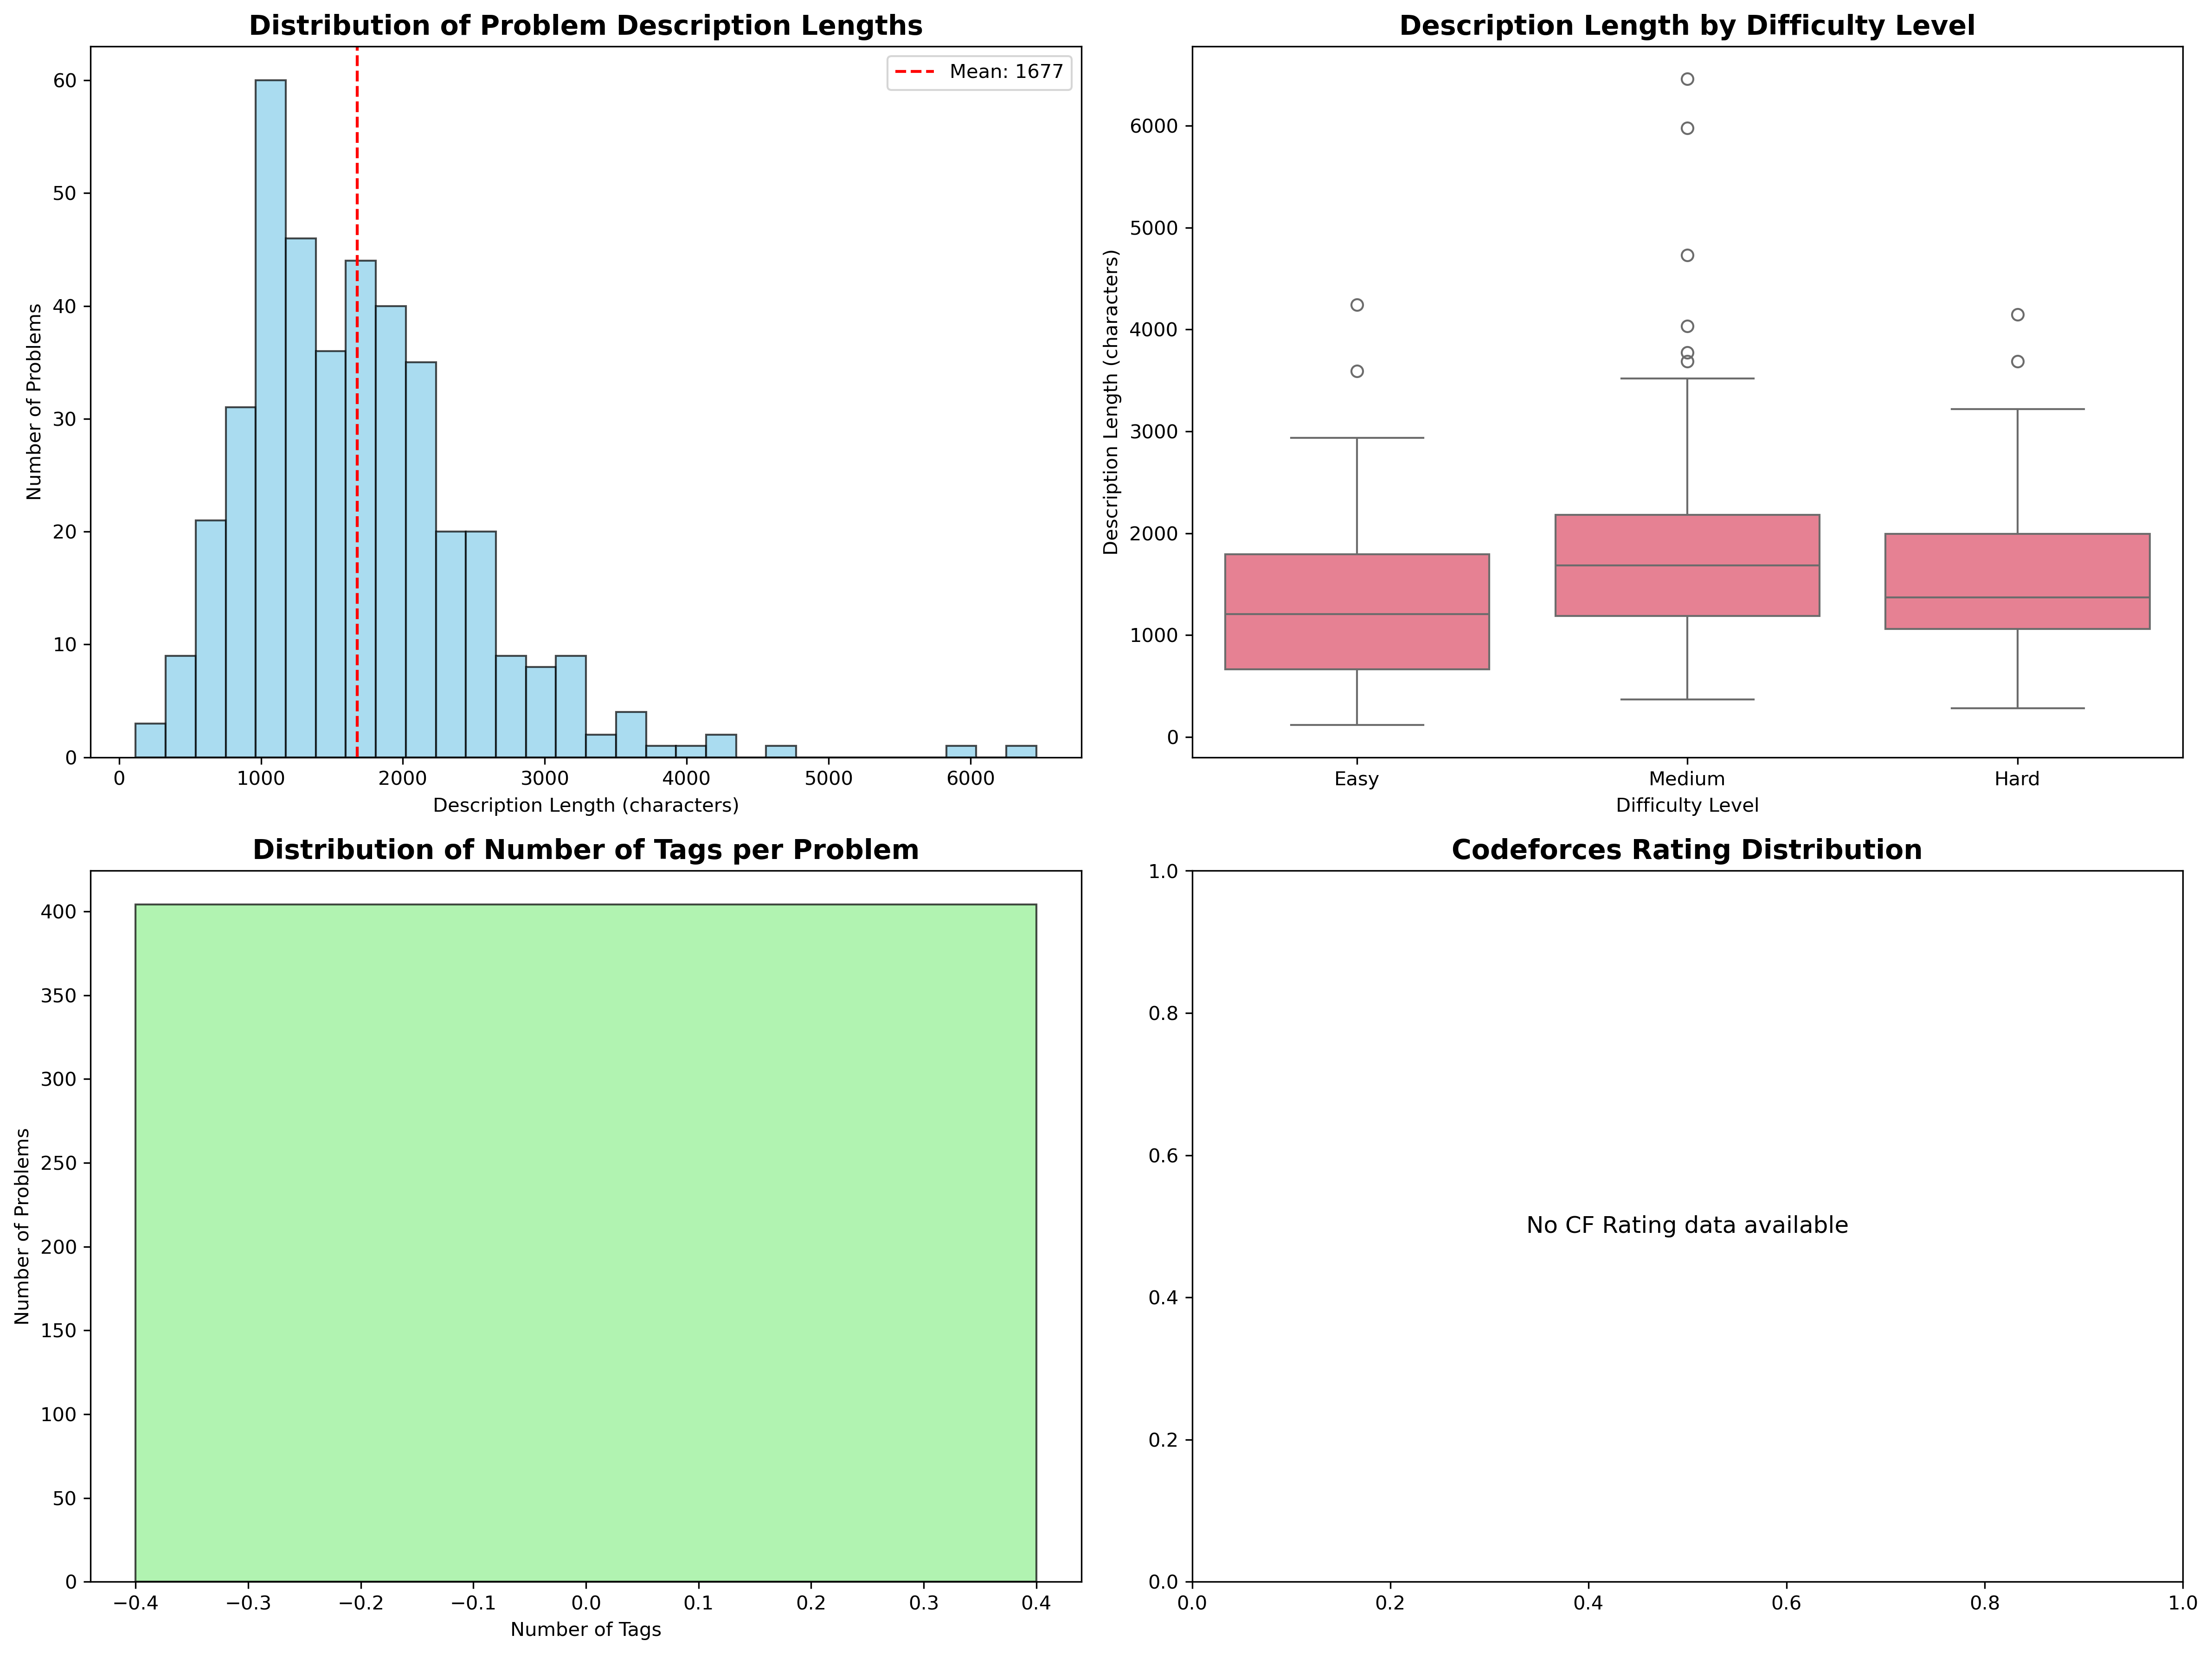 Distribution of Problem Description Lengths
Number of Problems
60
50
40
30
20
10
0
Mean: 1677
0 1000 2000 3000 4000 5000 6000
Description Length (characters)
Description Length by Difficulty Level
Description Length (characters)
6000
5000
4000
3000
2000
1000
0
Easy Medium Hard
Difficulty Level
Distribution of Number of Tags per Problem
Number of Problems
400
350
300
250
200
150
100
50
0
−0.4 −0.3 −0.2 −0.1 0.0 0.1 0.2 0.3 0.4
Number of Tags
Codeforces Rating Distribution
1.0
0.8
0.6
0.4
0.2
0.0
No CF Rating data available
0.0 0.2 0.4 0.6 0.8 1.0